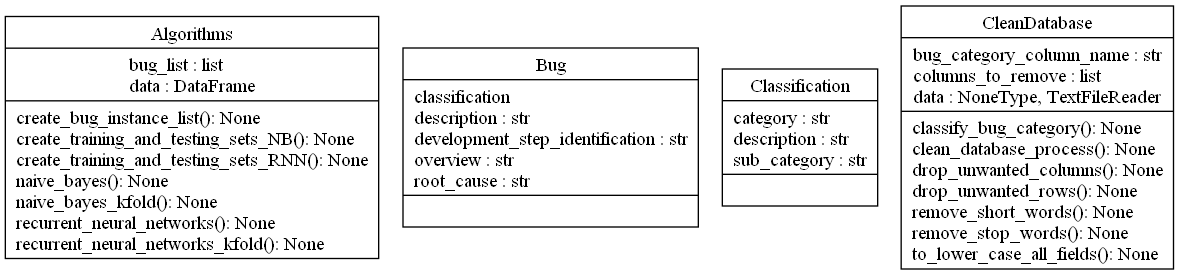 Algorithms
bug_list : list
data : DataFrame
create_bug_instance_list(): None
create_training_and_testing_sets_NB(): None
create_training_and_testing_sets_RNN(): None
naive_bayes(): None
naive_bayes_kfold(): None
recurrent_neural_networks(): None
recurrent_neural_networks_kfold(): None
Bug
classification
description : str
development_step_identification : str
overview : str
root_cause : str
Classification
category : str
description : str
sub_category : str
CleanDatabase
bug_category_column_name : str
columns_to_remove : list
data : NoneType, TextFileReader
classify_bug_category(): None
clean_database_process(): None
drop_unwanted_columns(): None
drop_unwanted_rows(): None
remove_short_words(): None
remove_stop_words(): None
to_lower_case_all_fields(): None